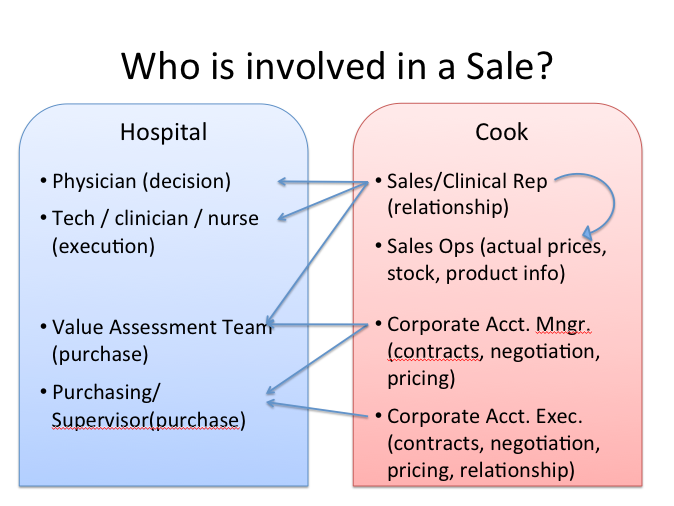 Who is involved in a Sale?
Hospital
• Physician (decision)
• Tech / clinician / nurse
(execution)
• Value Assessment Team
(purchase)
• Purchasing/
Supervisor(purchase)
Cook
• Sales/Clinical Rep
(relationship)
• Sales Ops (actual prices,
stock, product info)
• Corporate Acct. Mngr.
(contracts, negotiation,
pricing)
• Corporate Acct. Exec.
(contracts, negotiation,
pricing, relationship)